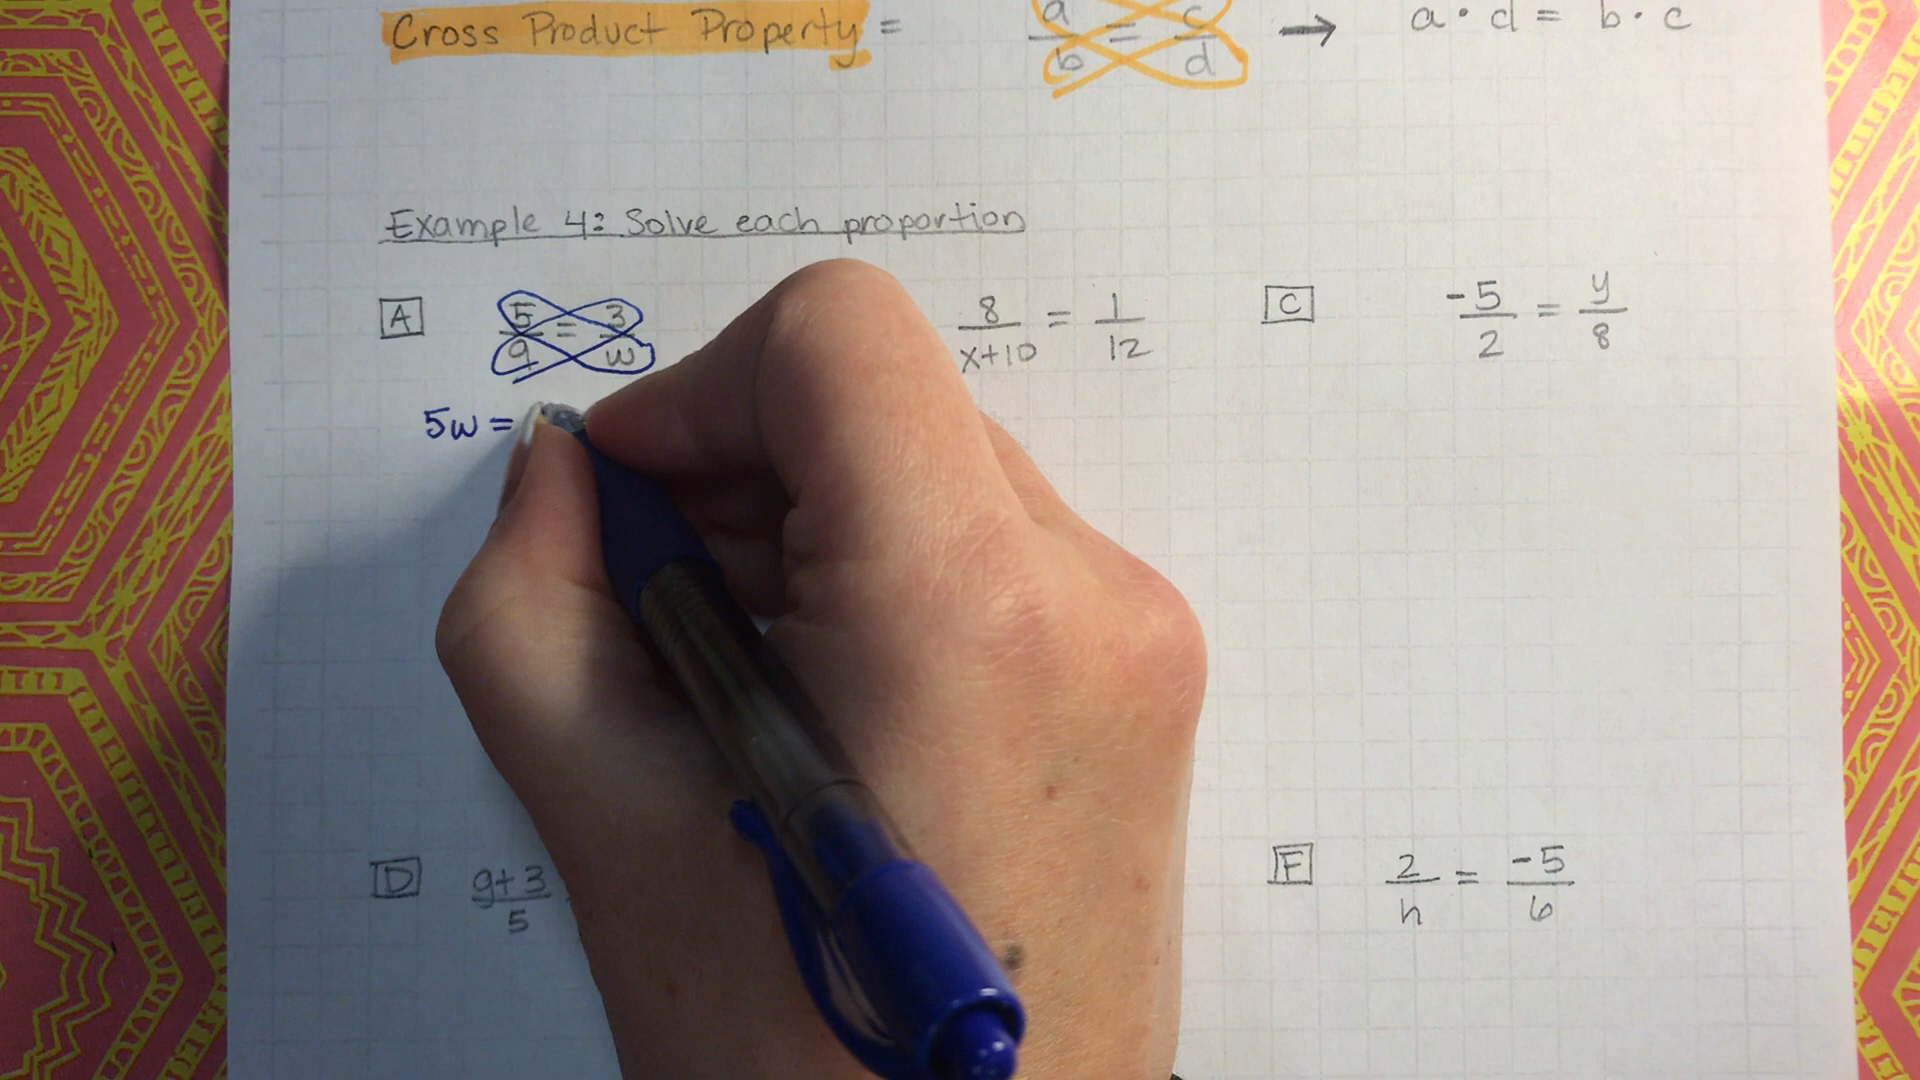 Cross Product Property = a/b = c/d → a · d = b · c
Example 4: Solve each proportion
A 5/9 = 3/w
8/x+10 = 1/12
C -5/2 = y/8
5w =
D g+3/5
F 2/h = -5/6